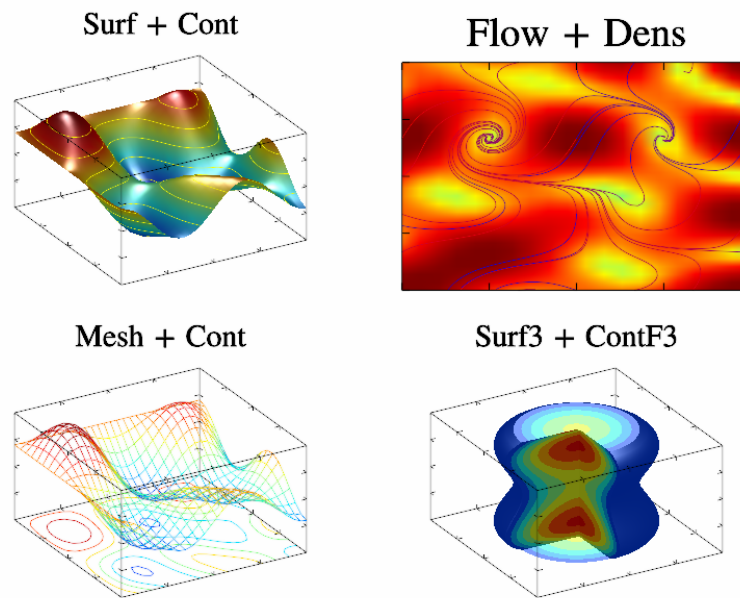 Surf + Cont
Flow + Dens
Mesh + Cont
Surf3 + ContF3